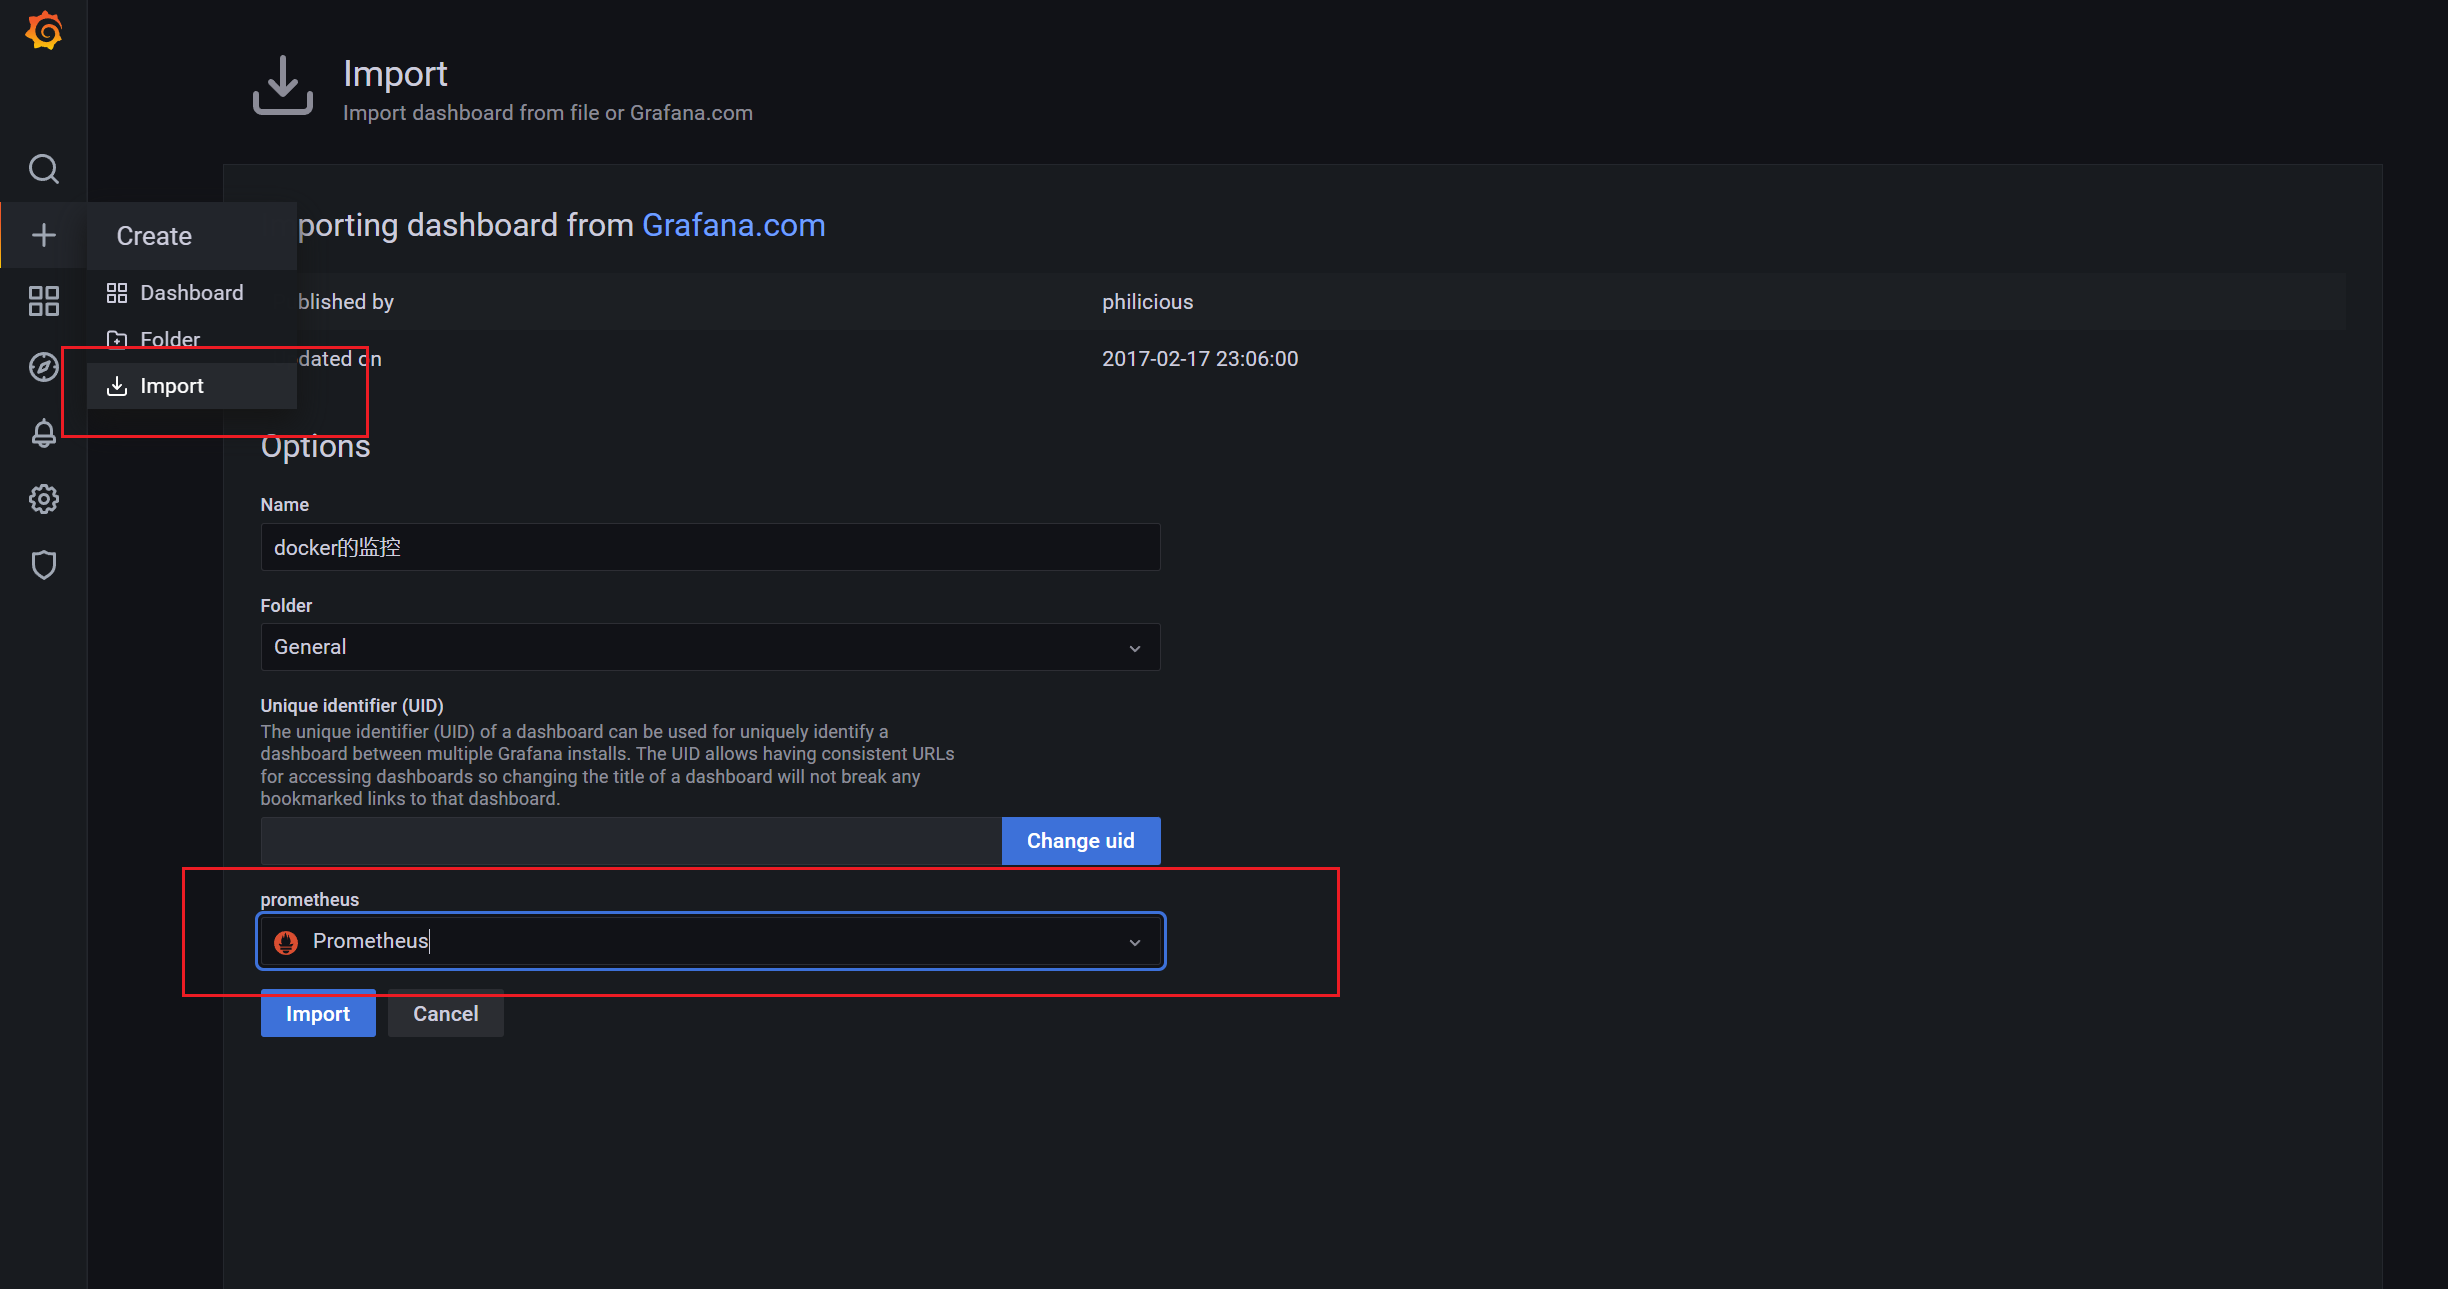 Import
Import dashboard from file or Grafana.com
Create
Dashboard
Folder
Import
porting dashboard from Grafana.com
blished by
philicious
dated on
2017-02-17 23:06:00
Options
Name
docker的监控
Folder
General
Unique identifier (UID)
The unique identifier (UID) of a dashboard can be used for uniquely identify a
dashboard between multiple Grafana installs. The UID allows having consistent URLs
for accessing dashboards so changing the title of a dashboard will not break any
bookmarked links to that dashboard.
Change uid
prometheus
Prometheus
Import
Cancel